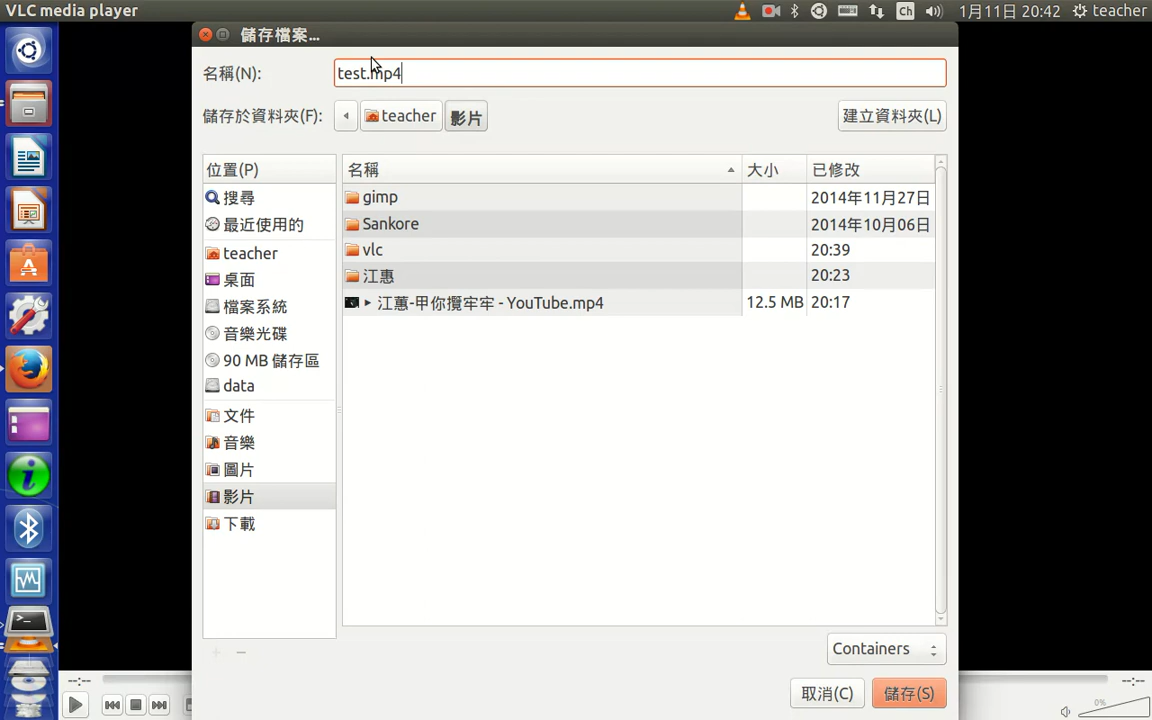 VLC media player
Ch
1月11日 20:42
teacher
儲存檔案...
名稱(N):
test.mp4
儲存於資料夾(F):
teacher
影片
建立資料夾(L)
位置(P)
名稱
大小
已修改
搜尋
gimp
2014年11月27日
最近使用的
Sankore
2014年10月06日
teacher
vlc
20:39
桌面
江惠
20:23
檔案系統
江蕙-甲你攬牢牢 - YouTube.mp4
12.5 MB
20:17
音樂光碟
90 MB 儲存區
data
文件
音樂
圖片
影片
下載
Containers
取消(C)
儲存(S)
--:--
--:--
0%